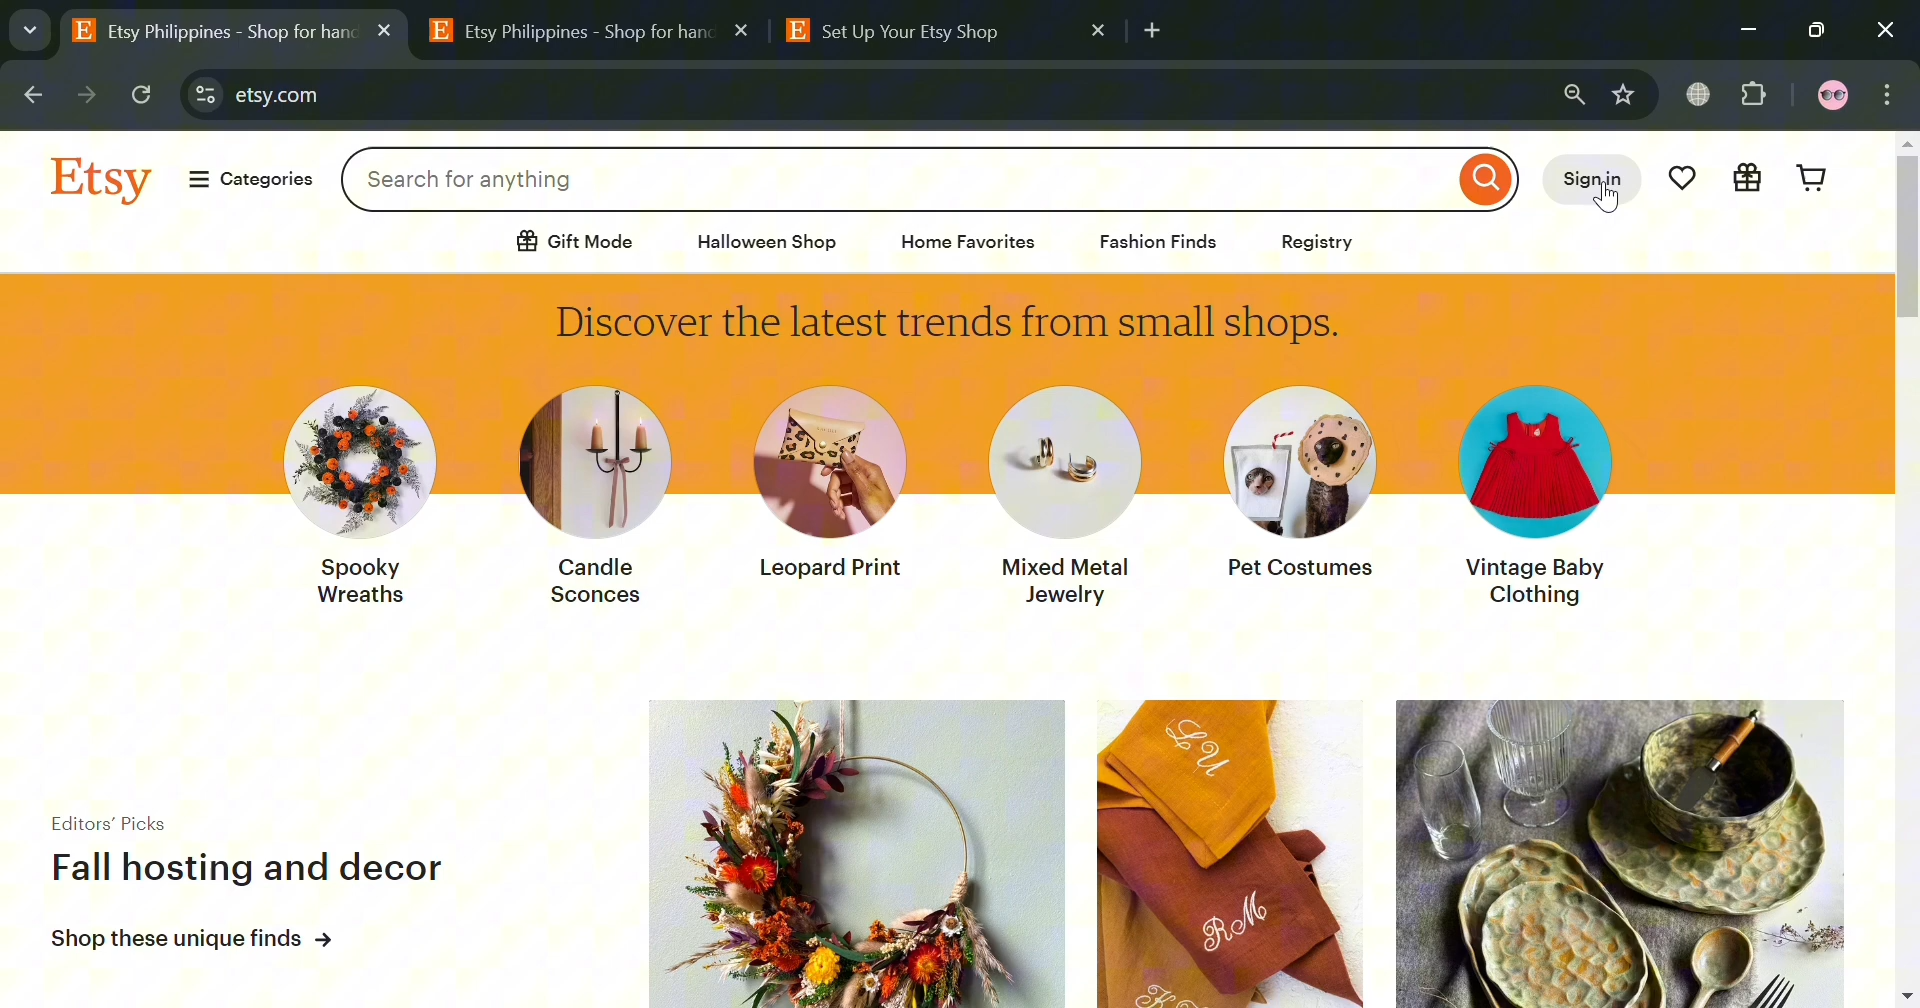 Etsy Philippines - Shop for hand
Etsy Philippines - Shop for hand
Set Up Your Etsy Shop
etsy.com
Etsy
Categories
Search for anything
Sign in
Gift Mode
Halloween Shop
Home Favorites
Fashion Finds
Registry
Discover the latest trends from small shops.
Spooky
Wreaths
Candle
Sconces
Leopard Print
Mixed Metal
Jewelry
Pet Costumes
Vintage Baby
Clothing
Editors' Picks
Fall hosting and decor
Shop these unique finds →
LU
RM